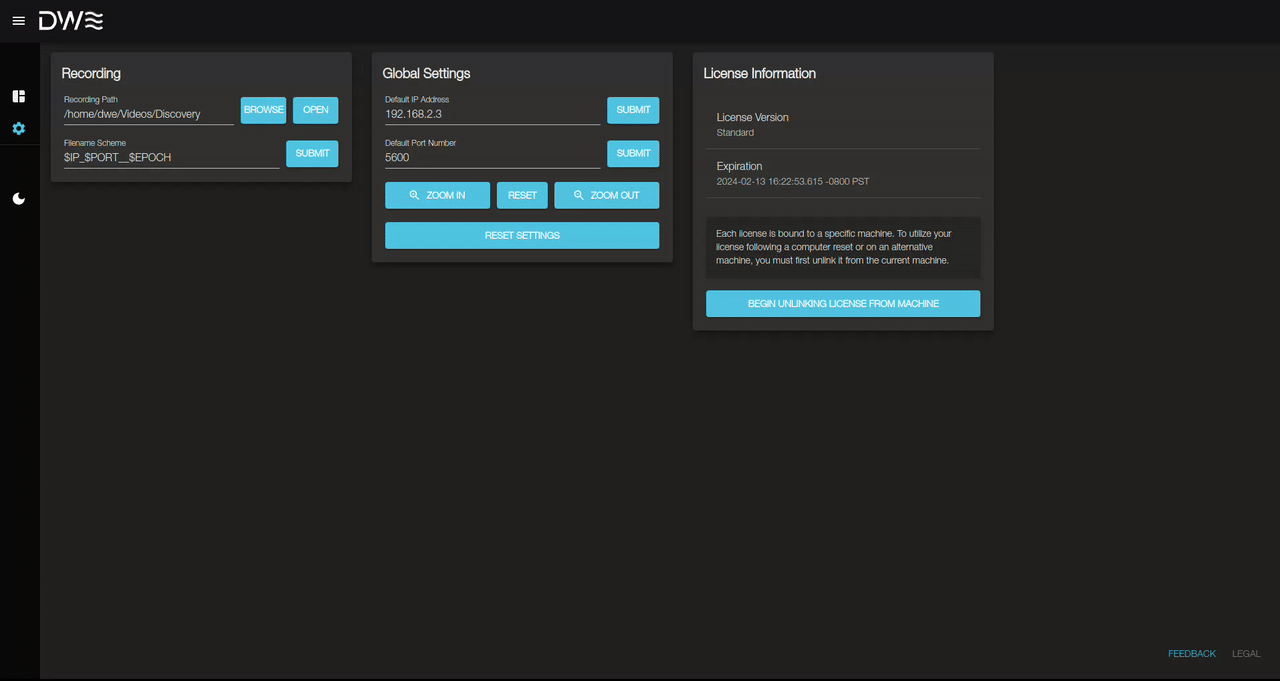 DWE
Recording
Recording Path
/home/dwe/Videos/Discovery
BROWSE
OPEN
Filename Scheme
$IP_$PORT__$EPOCH
SUBMIT
Global Settings
Default IP Address
192.168.2.3
SUBMIT
Default Port Number
5600
SUBMIT
ZOOM IN
RESET
ZOOM OUT
RESET SETTINGS
License Information
License Version
Standard
Expiration
2024-02-13 16:22:53.615 -0800 PST
Each license is bound to a specific machine. To utilize your
license following a computer reset or on an alternative
machine, you must first unlink it from the current machine.
BEGIN UNLINKING LICENSE FROM MACHINE
FEEDBACK
LEGAL